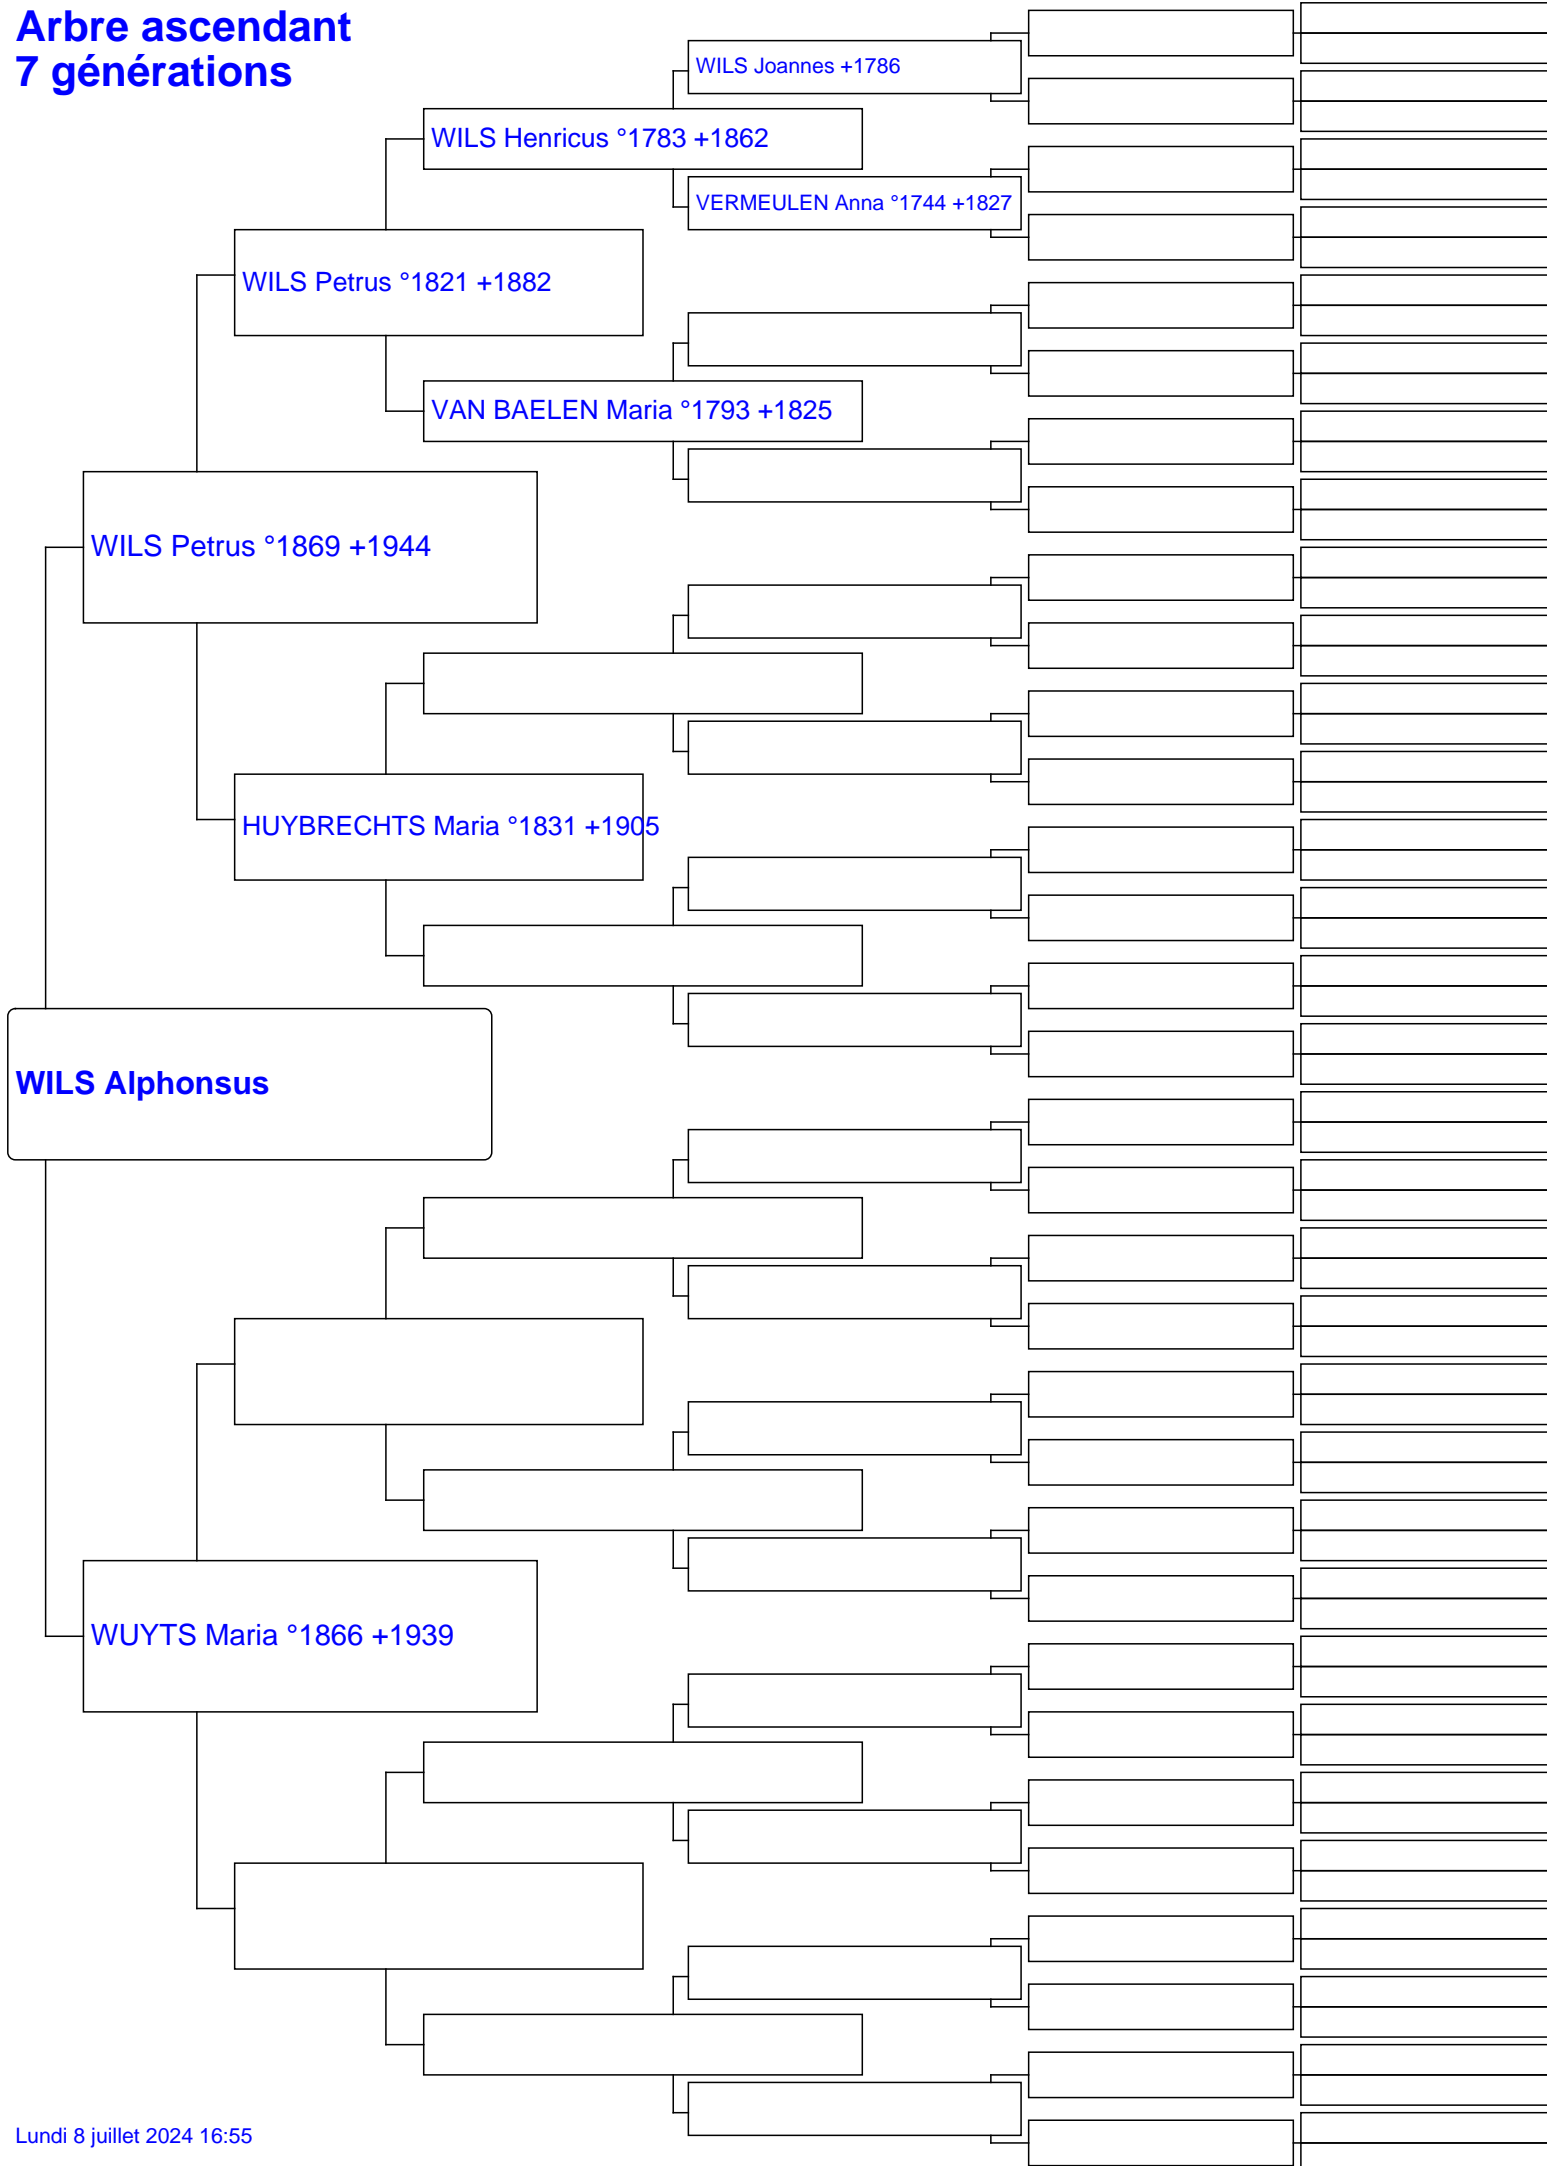 Arbre ascendant
7 générations
WILS Joannes +1786
WILS Henricus °1783 +1862
VERMEULEN Anna °1744 +1827
WILS Petrus °1821 +1882
VAN BAELEN Maria °1793 +1825
WILS Petrus °1869 +1944
HUYBRECHTS Maria °1831 +1905
WILS Alphonsus
WUYTS Maria °1866 +1939
Lundi 8 juillet 2024 16:55